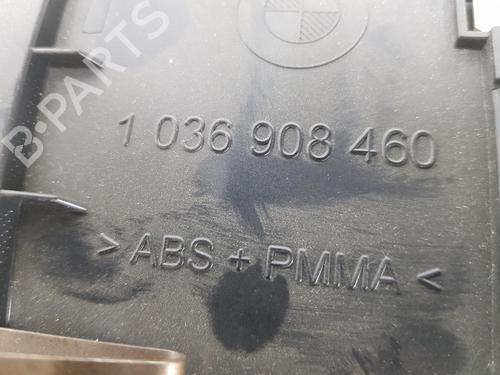 B-PARTS
1 036 908 460
> ABS + PMMA <